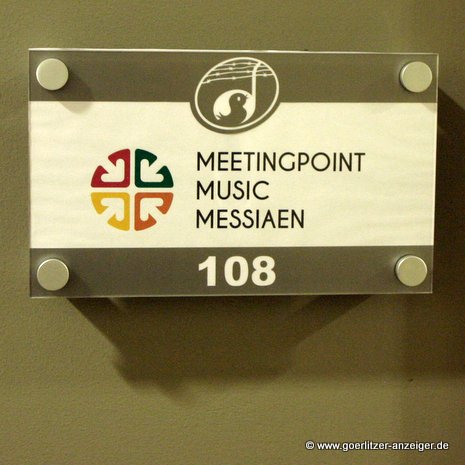 MEETINGPOINT
MUSIC
MESSIAEN
108
© www.goerlitzer-anzeiger.de